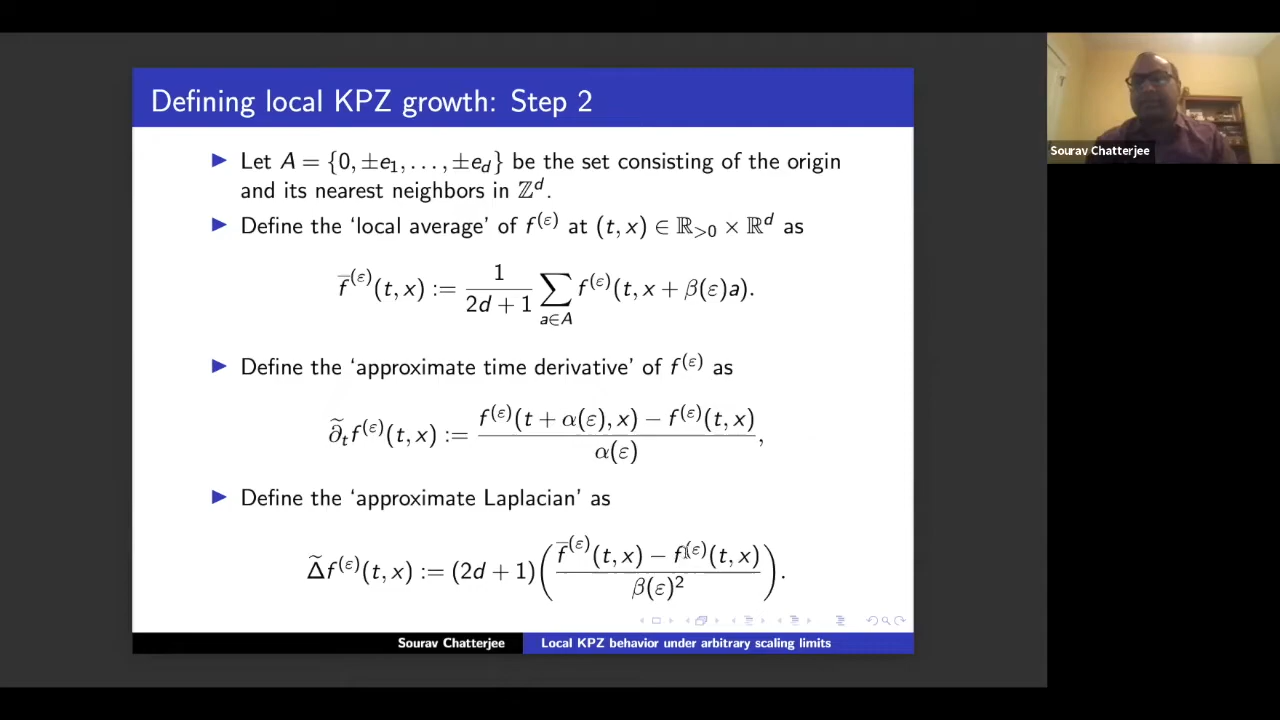 Defining local KPZ growth: Step 2
▶ Let A = {0, ±e₁, . . . , ±e_d} be the set consisting of the origin
and its nearest neighbors in ℤ^d.
▶ Define the ‘local average’ of f^(ε) at (t, x) ∈ ℝ_{>0} × ℝ^d as
f̅^(ε)(t, x) := 1/(2d + 1) ∑_{a∈A} f^(ε)(t, x + β(ε)a).
▶ Define the ‘approximate time derivative’ of f^(ε) as
∂̃_t f^(ε)(t, x) := (f^(ε)(t + α(ε), x) − f^(ε)(t, x))/α(ε),
▶ Define the ‘approximate Laplacian’ as
Δ̃f^(ε)(t, x) := (2d + 1)((f̅^(ε)(t, x) − f^(ε)(t, x))/β(ε)²).
Sourav Chatterjee Local KPZ behavior under arbitrary scaling limits
Sourav Chatterjee